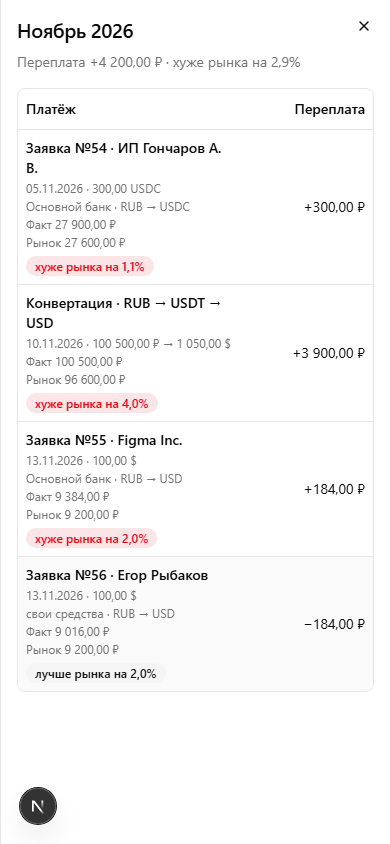 Ноябрь 2026
Переплата +4 200,00 ₽ · хуже рынка на 2,9%
Платёж Переплата
Заявка №54 · ИП Гончаров А.
В.
05.11.2026 · 300,00 USDC
Основной банк · RUB → USDC
Факт 27 900,00 ₽
Рынок 27 600,00 ₽
хуже рынка на 1,1%
+300,00 ₽
Конвертация · RUB → USDT →
USD
10.11.2026 · 100 500,00 ₽ → 1 050,00 $
Факт 100 500,00 ₽
Рынок 96 600,00 ₽
хуже рынка на 4,0%
+3 900,00 ₽
Заявка №55 · Figma Inc.
13.11.2026 · 100,00 $
Основной банк · RUB → USD
Факт 9 384,00 ₽
Рынок 9 200,00 ₽
хуже рынка на 2,0%
+184,00 ₽
Заявка №56 · Егор Рыбаков
13.11.2026 · 100,00 $
свои средства · RUB → USD
Факт 9 016,00 ₽
Рынок 9 200,00 ₽
лучше рынка на 2,0%
−184,00 ₽
N